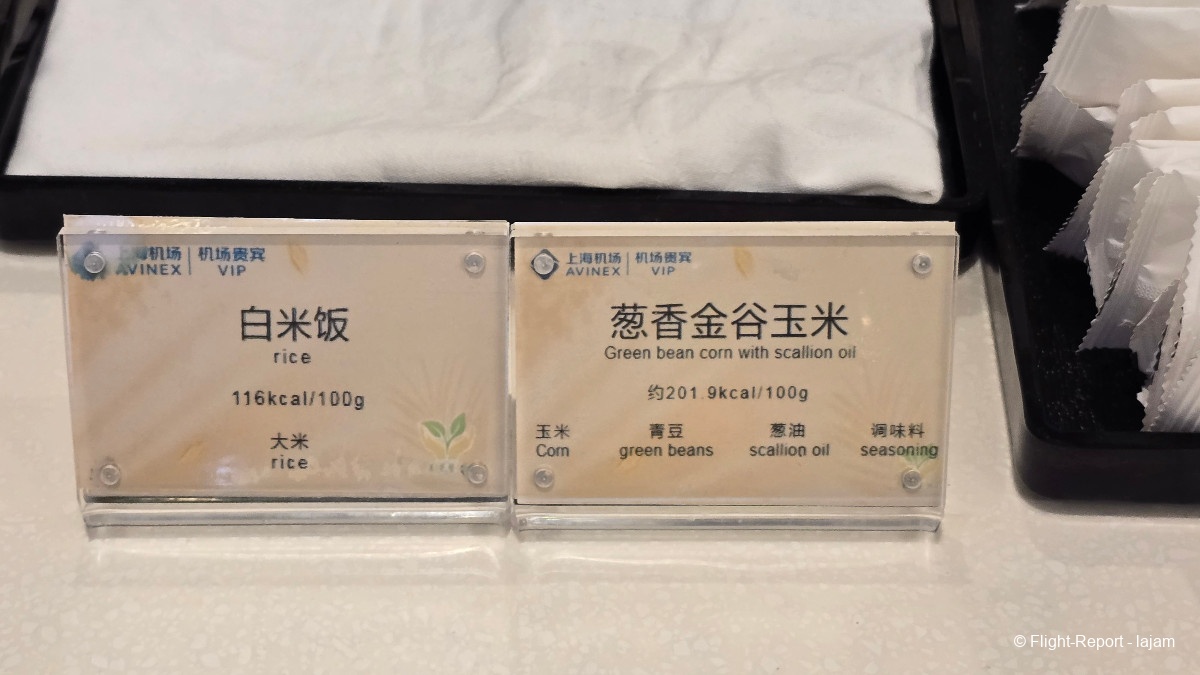 上海机场 | 机场贵宾
AVINEX | VIP
白米饭
rice
116kcal/100g
大米
rice
上海机场 | 机场贵宾
AVINEX | VIP
葱香金谷玉米
Green bean corn with scallion oil
约201.9kcal/100g
玉米 青豆 葱油 调味料
Corn green beans scallion oil seasoning
© Flight-Report - lajam